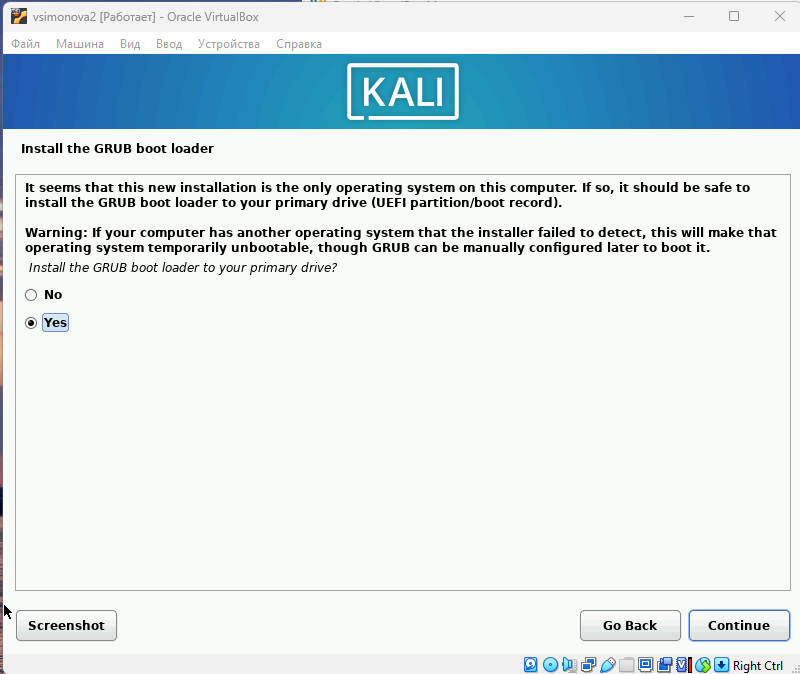 vsimonova2 [Работает] - Oracle VirtualBox
Файл Машина Вид Ввод Устройства Справка
KALI
Install the GRUB boot loader
It seems that this new installation is the only operating system on this computer. If so, it should be safe to
install the GRUB boot loader to your primary drive (UEFI partition/boot record).
Warning: If your computer has another operating system that the installer failed to detect, this will make that
operating system temporarily unbootable, though GRUB can be manually configured later to boot it.
Install the GRUB boot loader to your primary drive?
No
Yes
Screenshot Go Back Continue
Right Ctrl